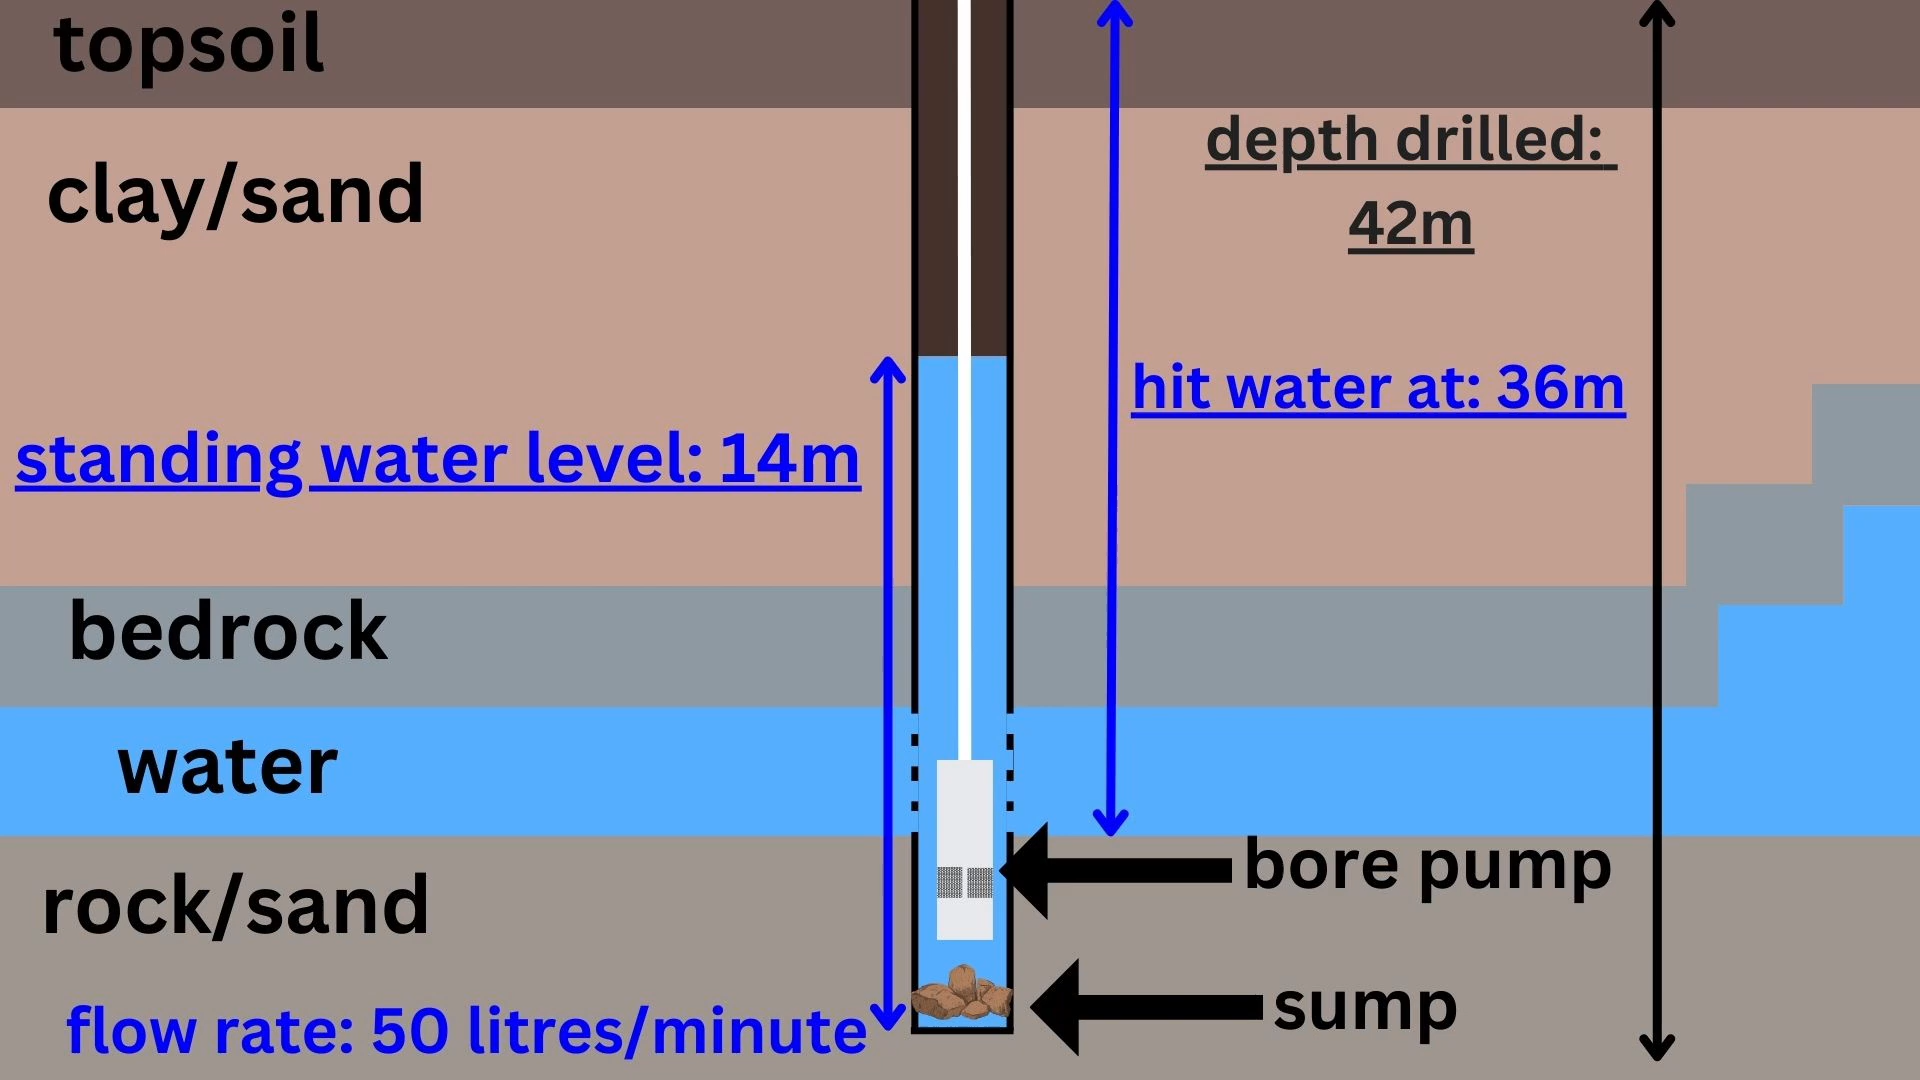 topsoil
clay/sand
depth drilled:
42m
hit water at: 36m
standing water level: 14m
bedrock
water
bore pump
rock/sand
sump
flow rate: 50 litres/minute